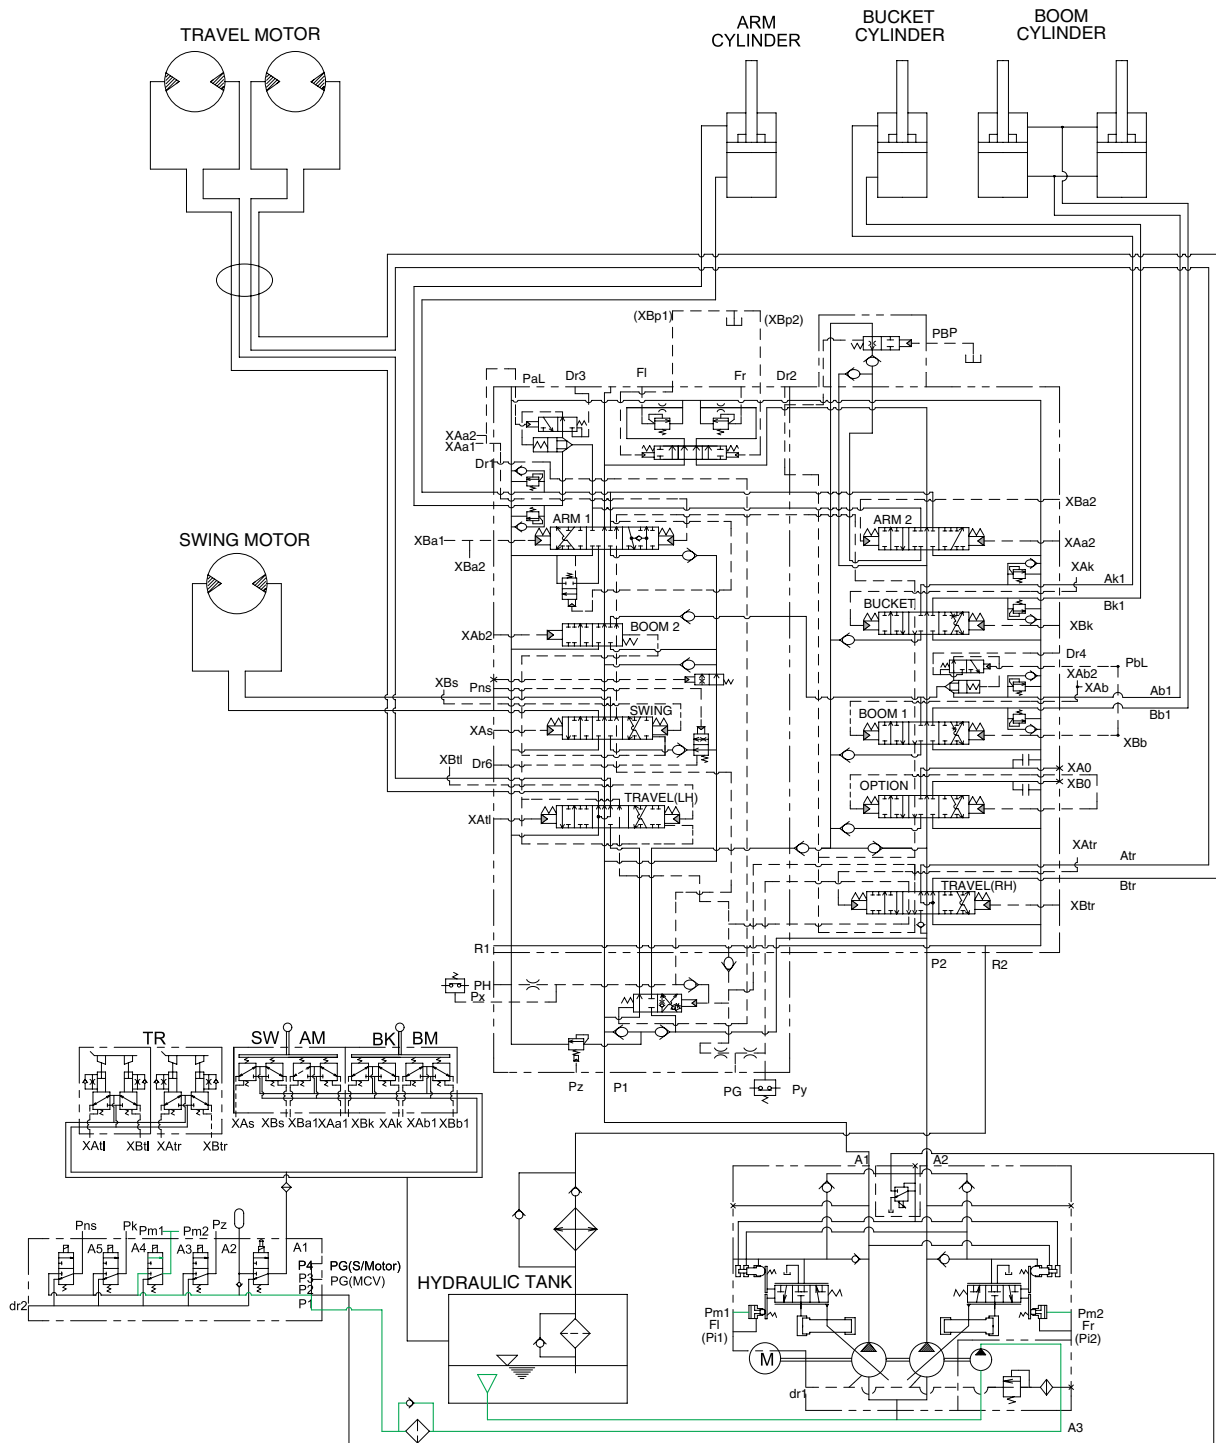 TRAVEL MOTOR
ARM
CYLINDER
BUCKET
CYLINDER
BOOM
CYLINDER
(XBp1)
(XBp2)
PBP
PaL
Dr3
Fl
Fr
Dr2
XAa2
XAa1
Dr1
XBa2
ARM 1
ARM 2
SWING MOTOR
XBa1
XBa2
XAa2
XAk
Ak1
BUCKET
Bk1
XAb2
BOOM 2
XBk
Dr4
PbL
XBs
Pns
XAb2
XAb
Ab1
SWING
BOOM 1
Bb1
XAs
XBb
XBtl
Dr6
XA0
OPTION
XB0
TRAVEL(LH)
XAtl
XAtr
Atr
TRAVEL(RH)
Btr
XBtr
R1
P2
R2
PH
Px
TR
SW
AM
BK
BM
Pz
P1
PG
Py
XAs
XBs
XBa1
XAa1
XBk
XAk
XAb1
XBb1
XAtl
XBtl
XAtr
XBtr
A1
A2
Pns
Pk
Pm1
Pm2
Pz
A5
A4
A3
A2
A1
P4
PG(S/Motor)
P3
PG(MCV)
P2
P1
dr2
HYDRAULIC TANK
Pm1
Fl
(Pi1)
Pm2
Fr
(Pi2)
M
dr1
A3